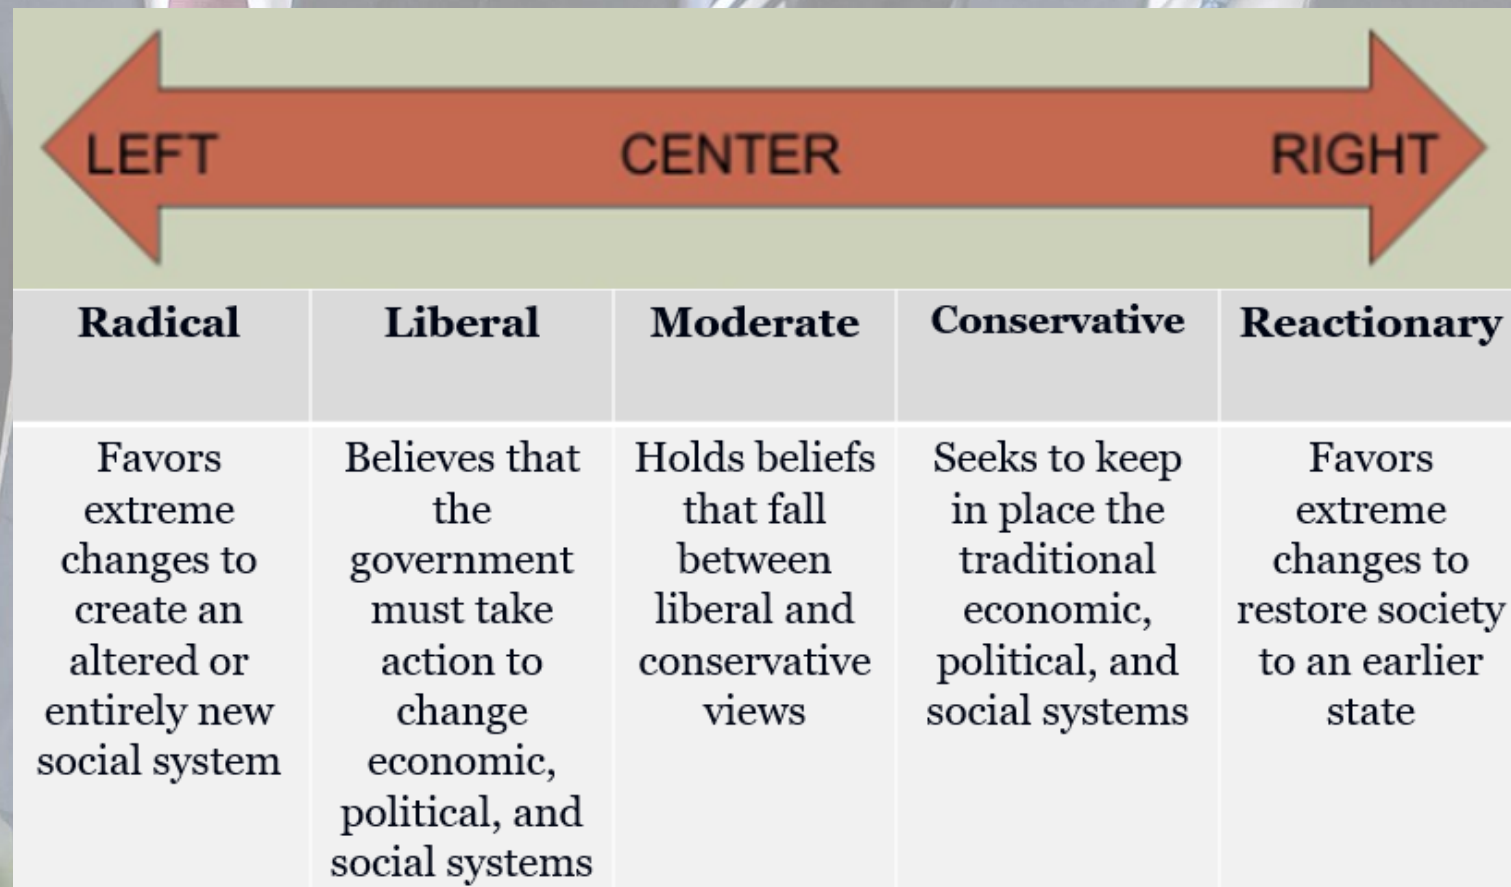 LEFT CENTER RIGHT
Radical
Liberal
Moderate
Conservative
Reactionary
Favors
extreme
changes to
create an
altered or
entirely new
social system
Believes that
the
government
must take
action to
change
economic,
political, and
social systems
Holds beliefs
that fall
between
liberal and
conservative
views
Seeks to keep
in place the
traditional
economic,
political, and
social systems
Favors
extreme
changes to
restore society
to an earlier
state